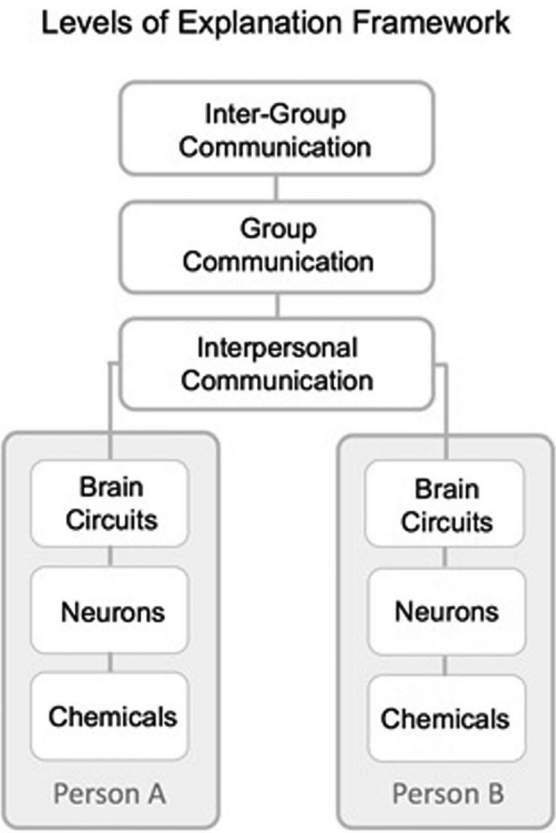 Levels of Explanation Framework
Inter-Group
Communication
Group
Communication
Interpersonal
Communication
Brain
Circuits
Neurons
Chemicals
Person A
Brain
Circuits
Neurons
Chemicals
Person B